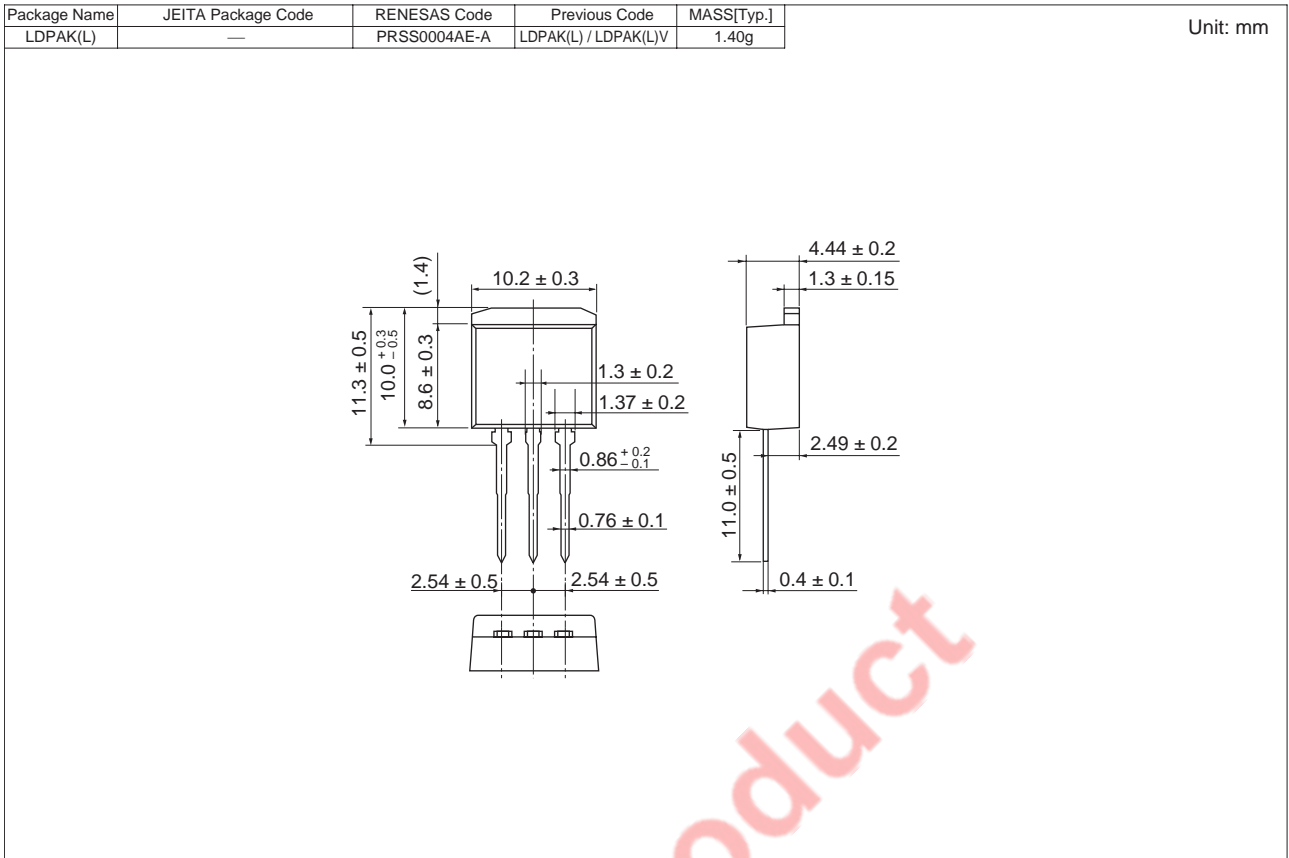 Package Name JEITA Package Code RENESAS Code Previous Code MASS[Typ.]
LDPAK(L) — PRSS0004AE-A LDPAK(L) / LDPAK(L)V 1.40g
Unit: mm
4.44 ± 0.2
(1.4)
10.2 ± 0.3
1.3 ± 0.15
11.3 ± 0.5
10.0 + 0.3 – 0.5
8.6 ± 0.3
1.3 ± 0.2
1.37 ± 0.2
2.49 ± 0.2
0.86 + 0.2 – 0.1
11.0 ± 0.5
0.76 ± 0.1
2.54 ± 0.5 2.54 ± 0.5
0.4 ± 0.1
oduct